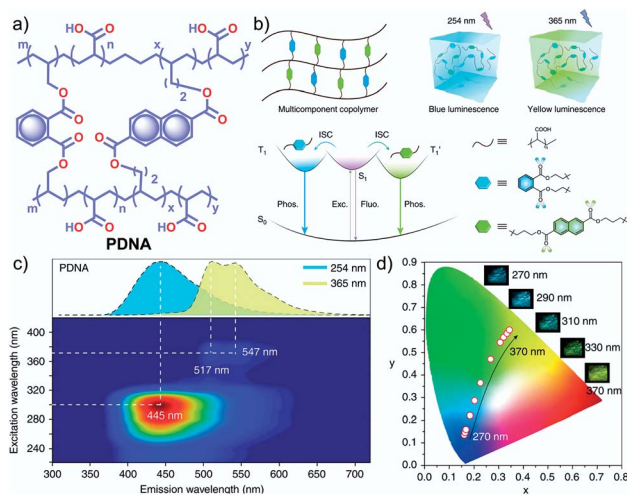 a)
HO
O
O
OH
m
n
x
y
O
O
2
O
O
O
O
O
O
O
O
2
m
n
x
y
HO
O
O
OH
PDNA
b)
254 nm
365 nm
Multicomponent copolymer
Blue luminescence
Yellow luminescence
ISC
ISC
T1
T1'
S1
Phos.
Exc.
Fluo.
Phos.
S0
COOH
c)
PDNA
254 nm
365 nm
547 nm
517 nm
445 nm
Excitation wavelength (nm)
400
360
320
280
240
300
400
500
600
700
Emission wavelength (nm)
d)
270 nm
290 nm
310 nm
330 nm
370 nm
370 nm
270 nm
y
0.9
0.8
0.7
0.6
0.5
0.4
0.3
0.2
0.1
0.0
0.0 0.1 0.2 0.3 0.4 0.5 0.6 0.7 0.8
x